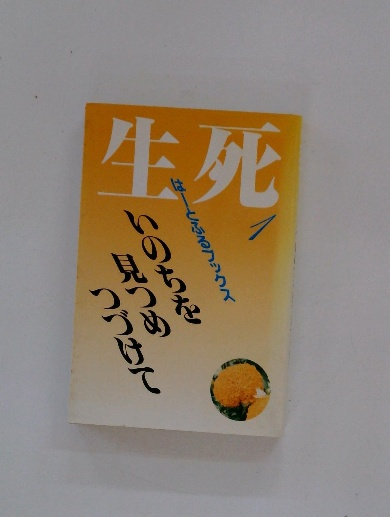 生死
はーとふるブックス
1
いのちを
見つめ
つづけて